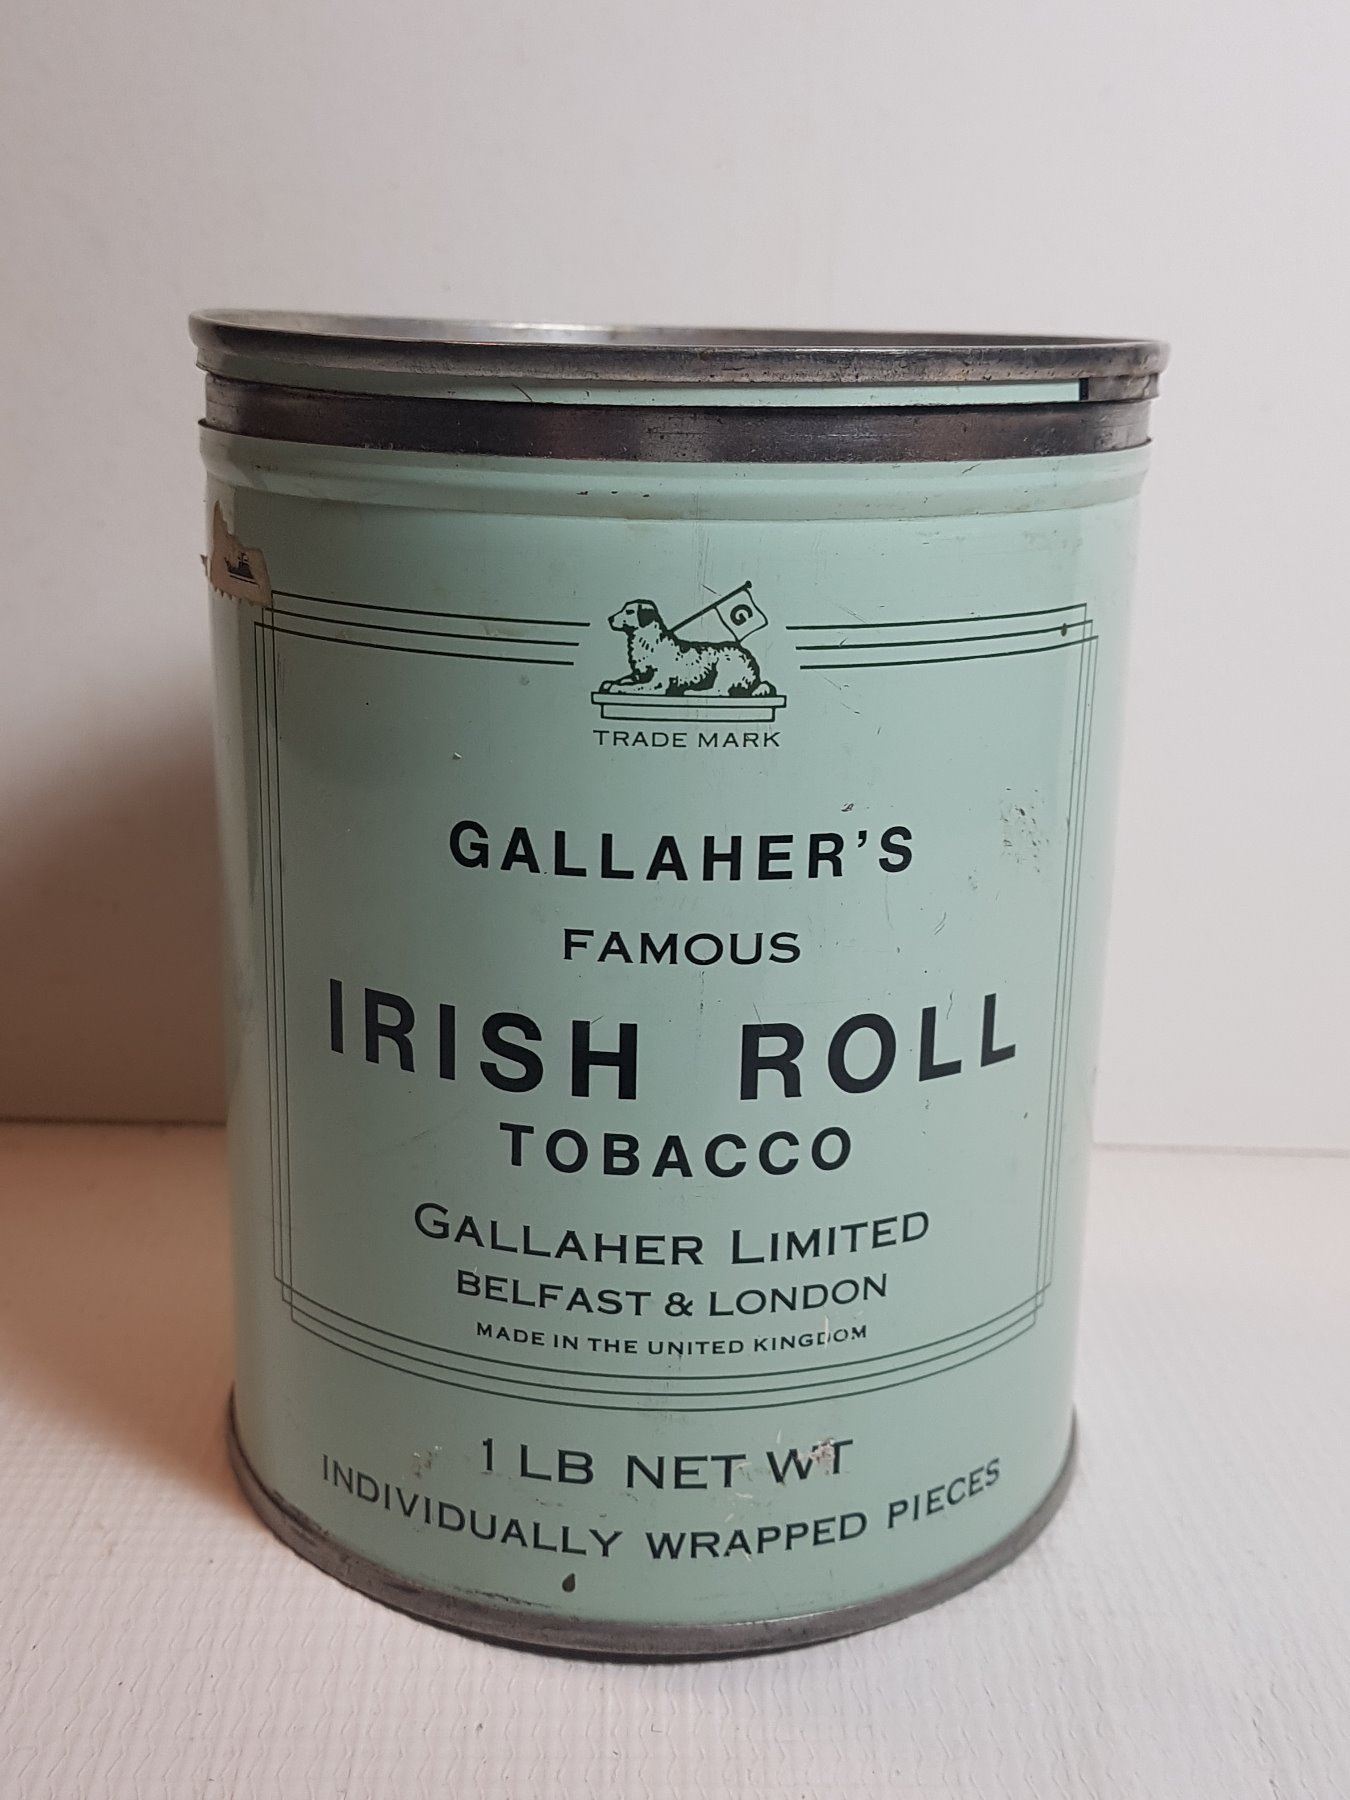 G
TRADE MARK
GALLAHER'S
FAMOUS
IRISH ROLL
TOBACCO
GALLAHER LIMITED
BELFAST & LONDON
MADE IN THE UNITED KINGDOM
1 LB NET WT
INDIVIDUALLY WRAPPED PIECES